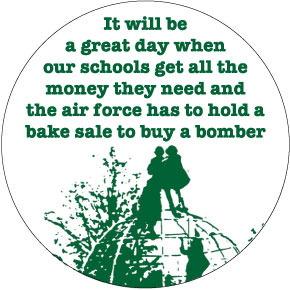 It will be
a great day when
our schools get all the
money they need and
the air force has to hold a
bake sale to buy a bomber